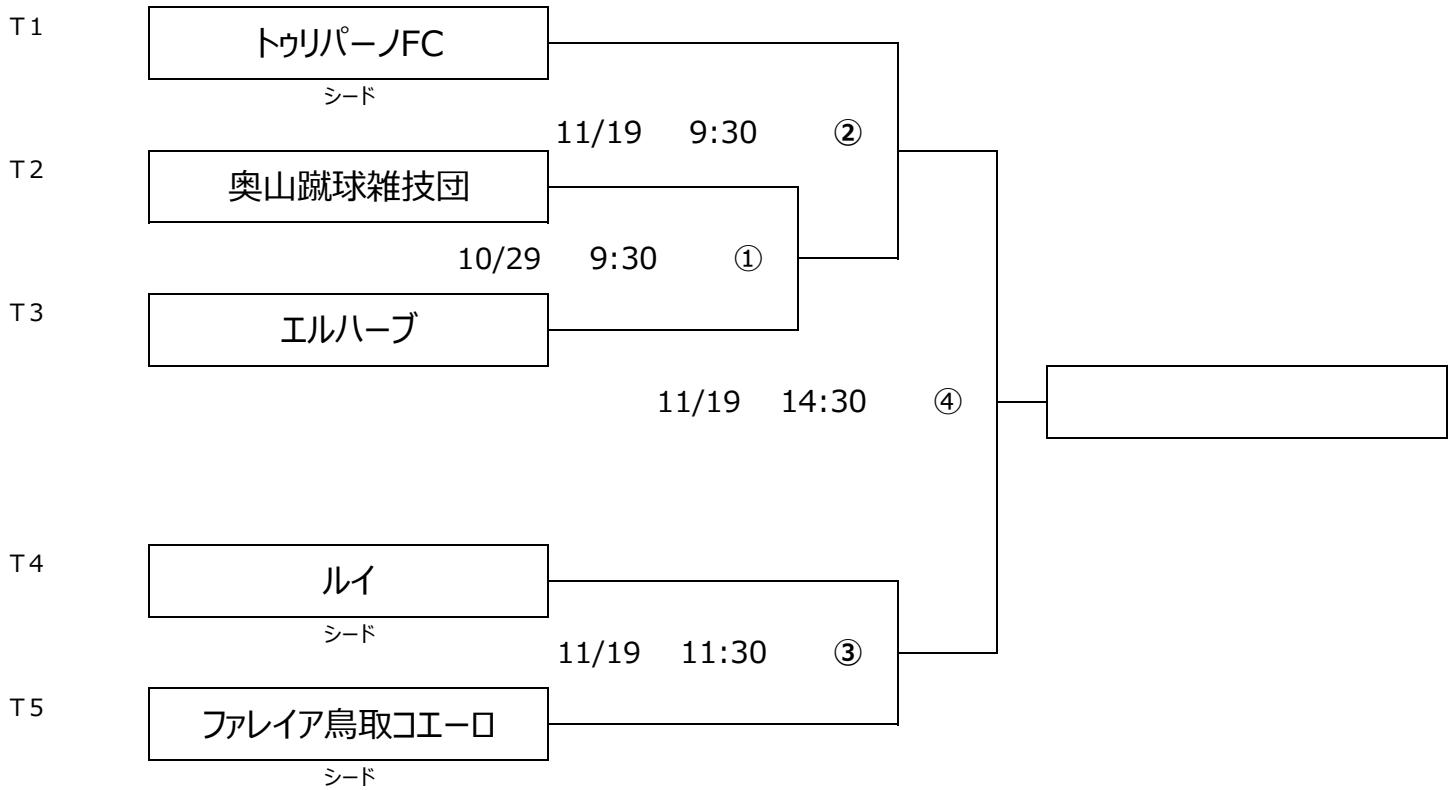 T1
トゥリパーノFC
シード
11/19 9:30 ②
T2
奥山蹴球雑技団
10/29 9:30 ①
T3
エルハーブ
11/19 14:30 ④
T4
ルイ
シード
11/19 11:30 ③
T5
ファレイア鳥取コエーロ
シード